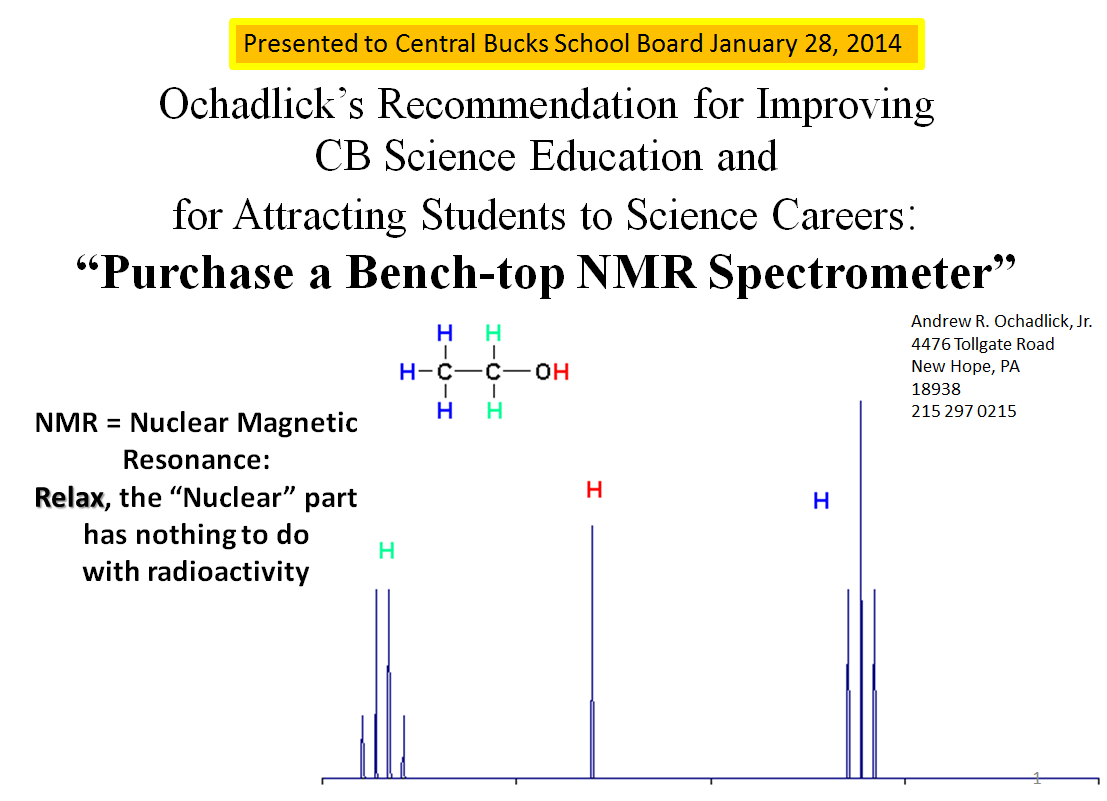 Presented to Central Bucks School Board January 28, 2014
Ochadlick’s Recommendation for Improving
CB Science Education and
for Attracting Students to Science Careers:
“Purchase a Bench-top NMR Spectrometer”
Andrew R. Ochadlick, Jr.
4476 Tollgate Road
New Hope, PA
18938
215 297 0215
H H
H–C–C–OH
H H
NMR = Nuclear Magnetic
Resonance:
Relax, the “Nuclear” part
has nothing to do
with radioactivity
H
H
H
1